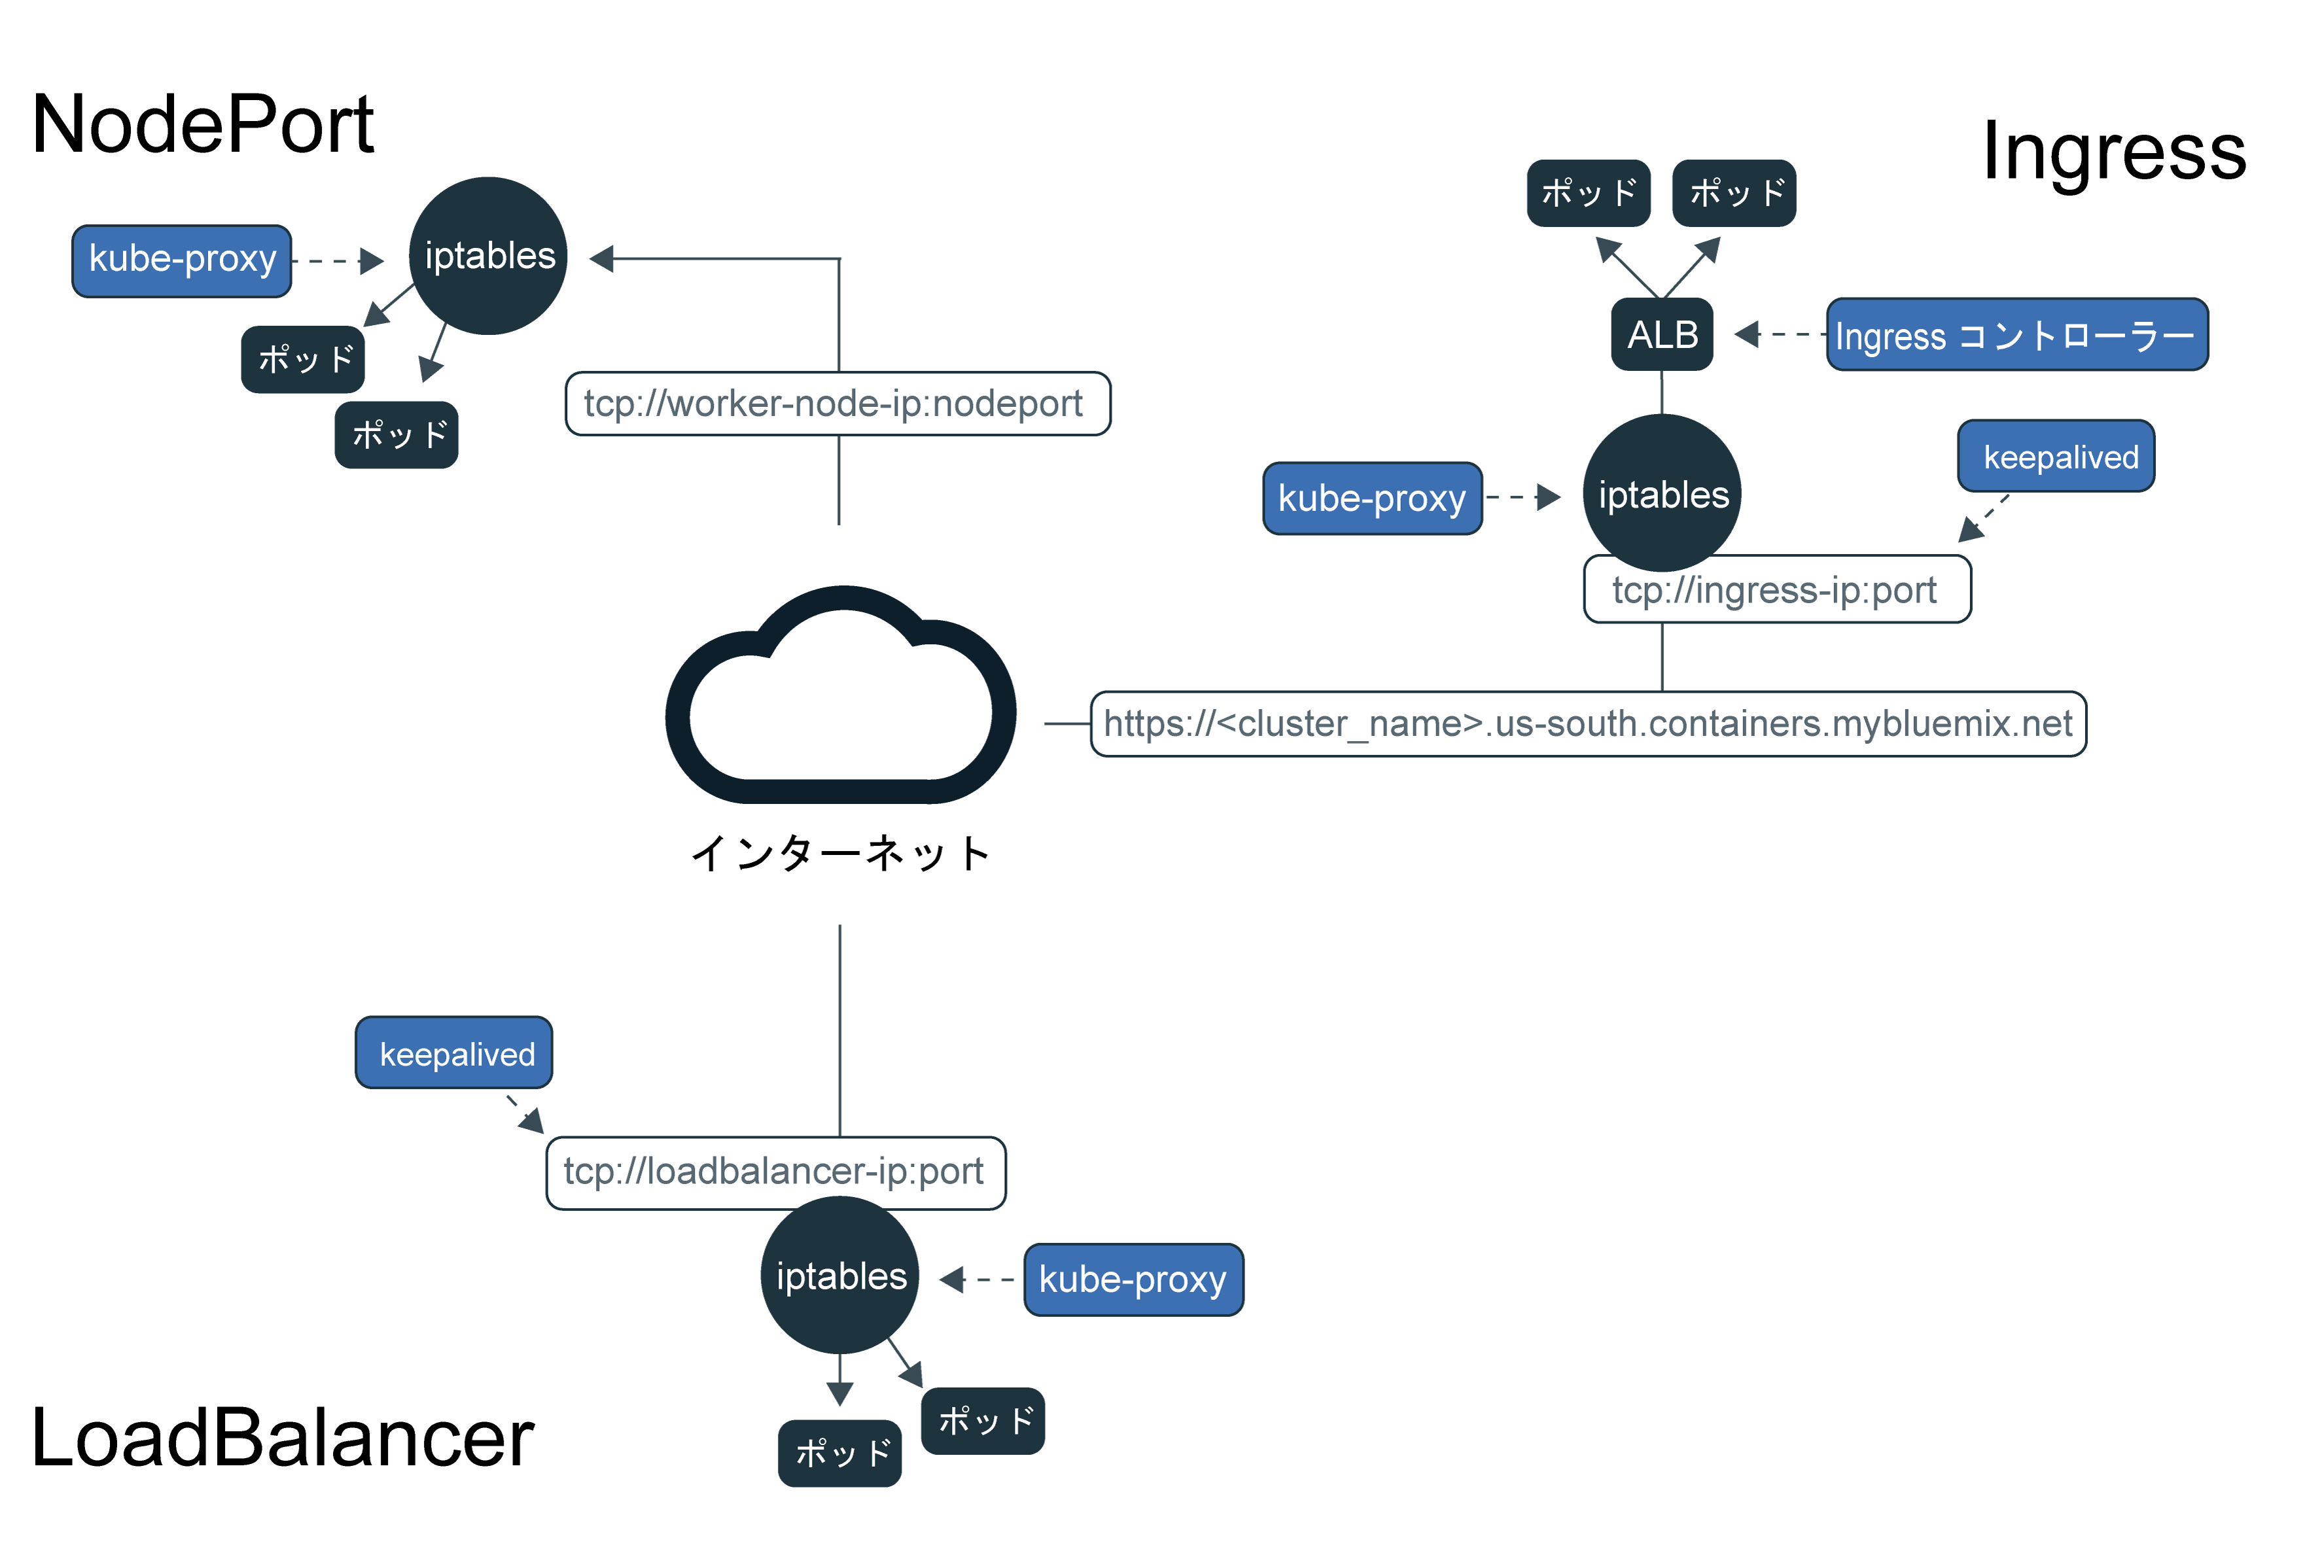 NodePort
kube-proxy
iptables
ポッド
ポッド
tcp://worker-node-ip:nodeport
Ingress
ポッド
ポッド
ALB
Ingress コントローラー
keepalived
kube-proxy
iptables
tcp://ingress-ip:port
https://<cluster_name>.us-south.containers.mybluemix.net
インターネット
keepalived
tcp://loadbalancer-ip:port
iptables
kube-proxy
ポッド
ポッド
LoadBalancer